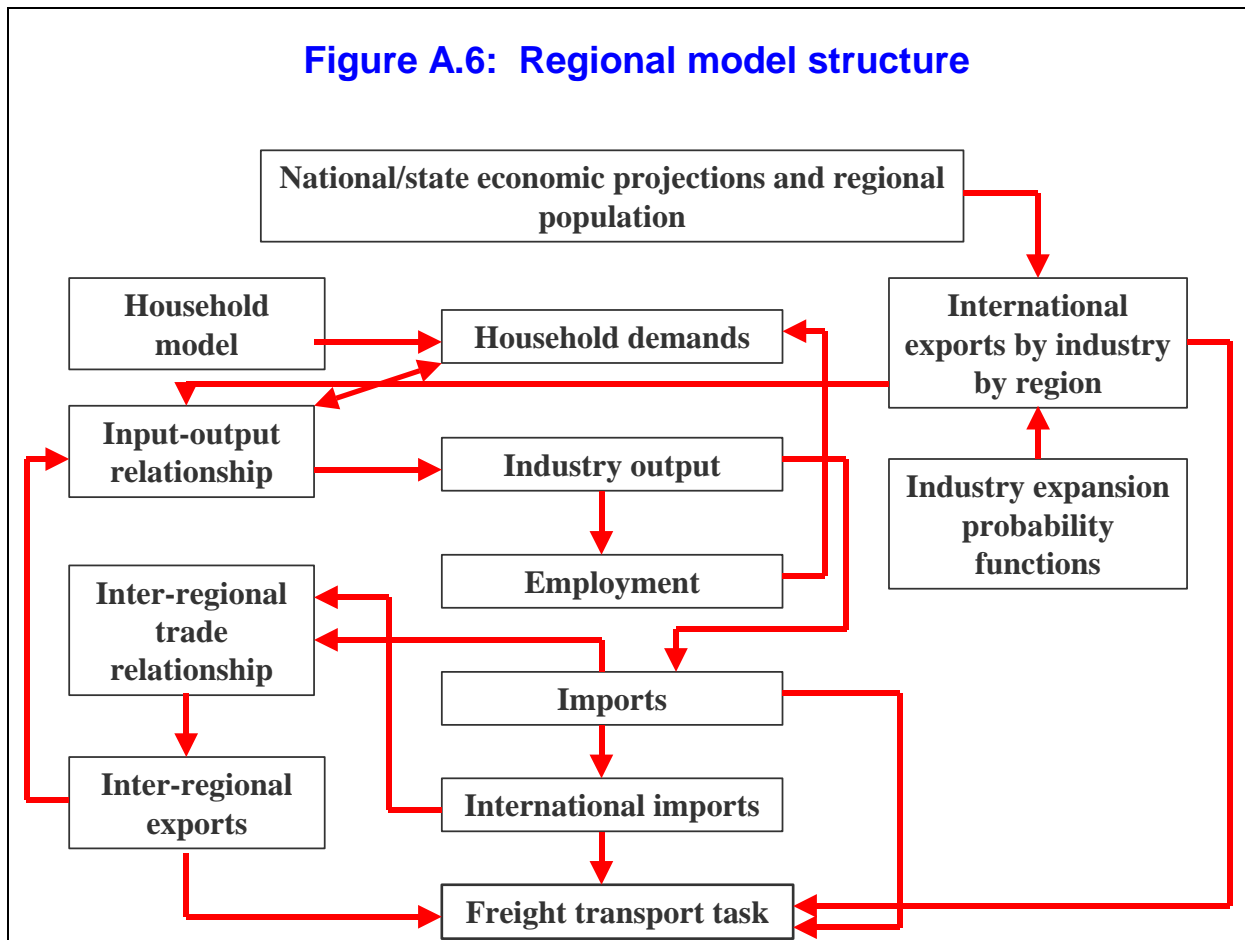 Figure A.6: Regional model structure
National/state economic projections and regional
population
Household
model
Household demands
International
exports by industry
by region
Input-output
relationship
Industry output
Industry expansion
probability
functions
Employment
Inter-regional
trade
relationship
Imports
Inter-regional
exports
International imports
Freight transport task